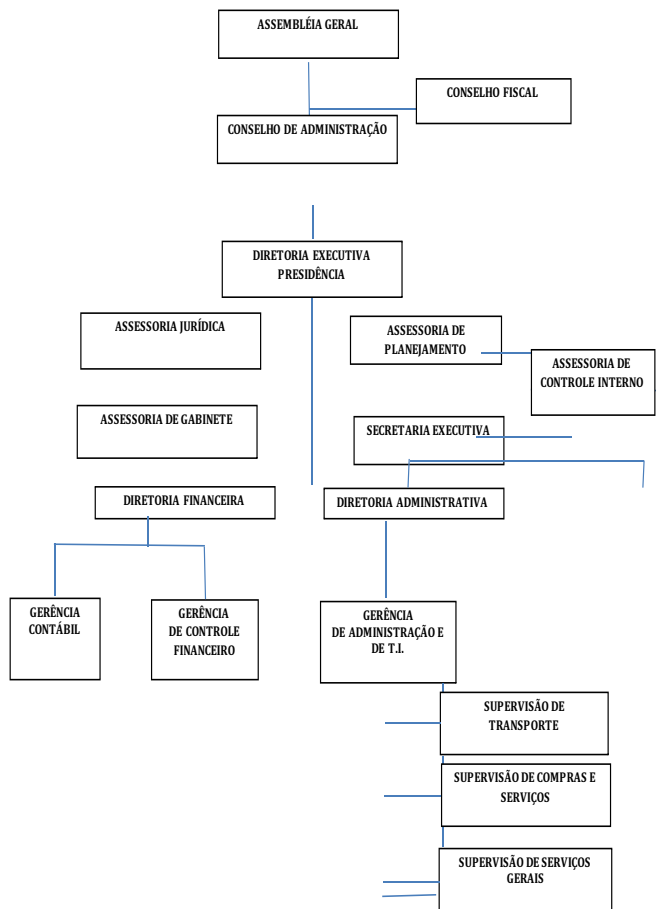 ASSEMBLÉIA GERAL
CONSELHO FISCAL
CONSELHO DE ADMINISTRAÇÃO
DIRETORIA EXECUTIVA
PRESIDÊNCIA
ASSESSORIA JURÍDICA
ASSESSORIA DE
PLANEJAMENTO
ASSESSORIA DE
CONTROLE INTERNO
ASSESSORIA DE GABINETE
SECRETARIA EXECUTIVA
DIRETORIA FINANCEIRA
DIRETORIA ADMINISTRATIVA
GERÊNCIA
CONTÁBIL
GERÊNCIA
DE CONTROLE
FINANCEIRO
GERÊNCIA
DE ADMINISTRAÇÃO E
DE T.I.
SUPERVISÃO DE
TRANSPORTE
SUPERVISÃO DE COMPRAS E
SERVIÇOS
SUPERVISÃO DE SERVIÇOS
GERAIS